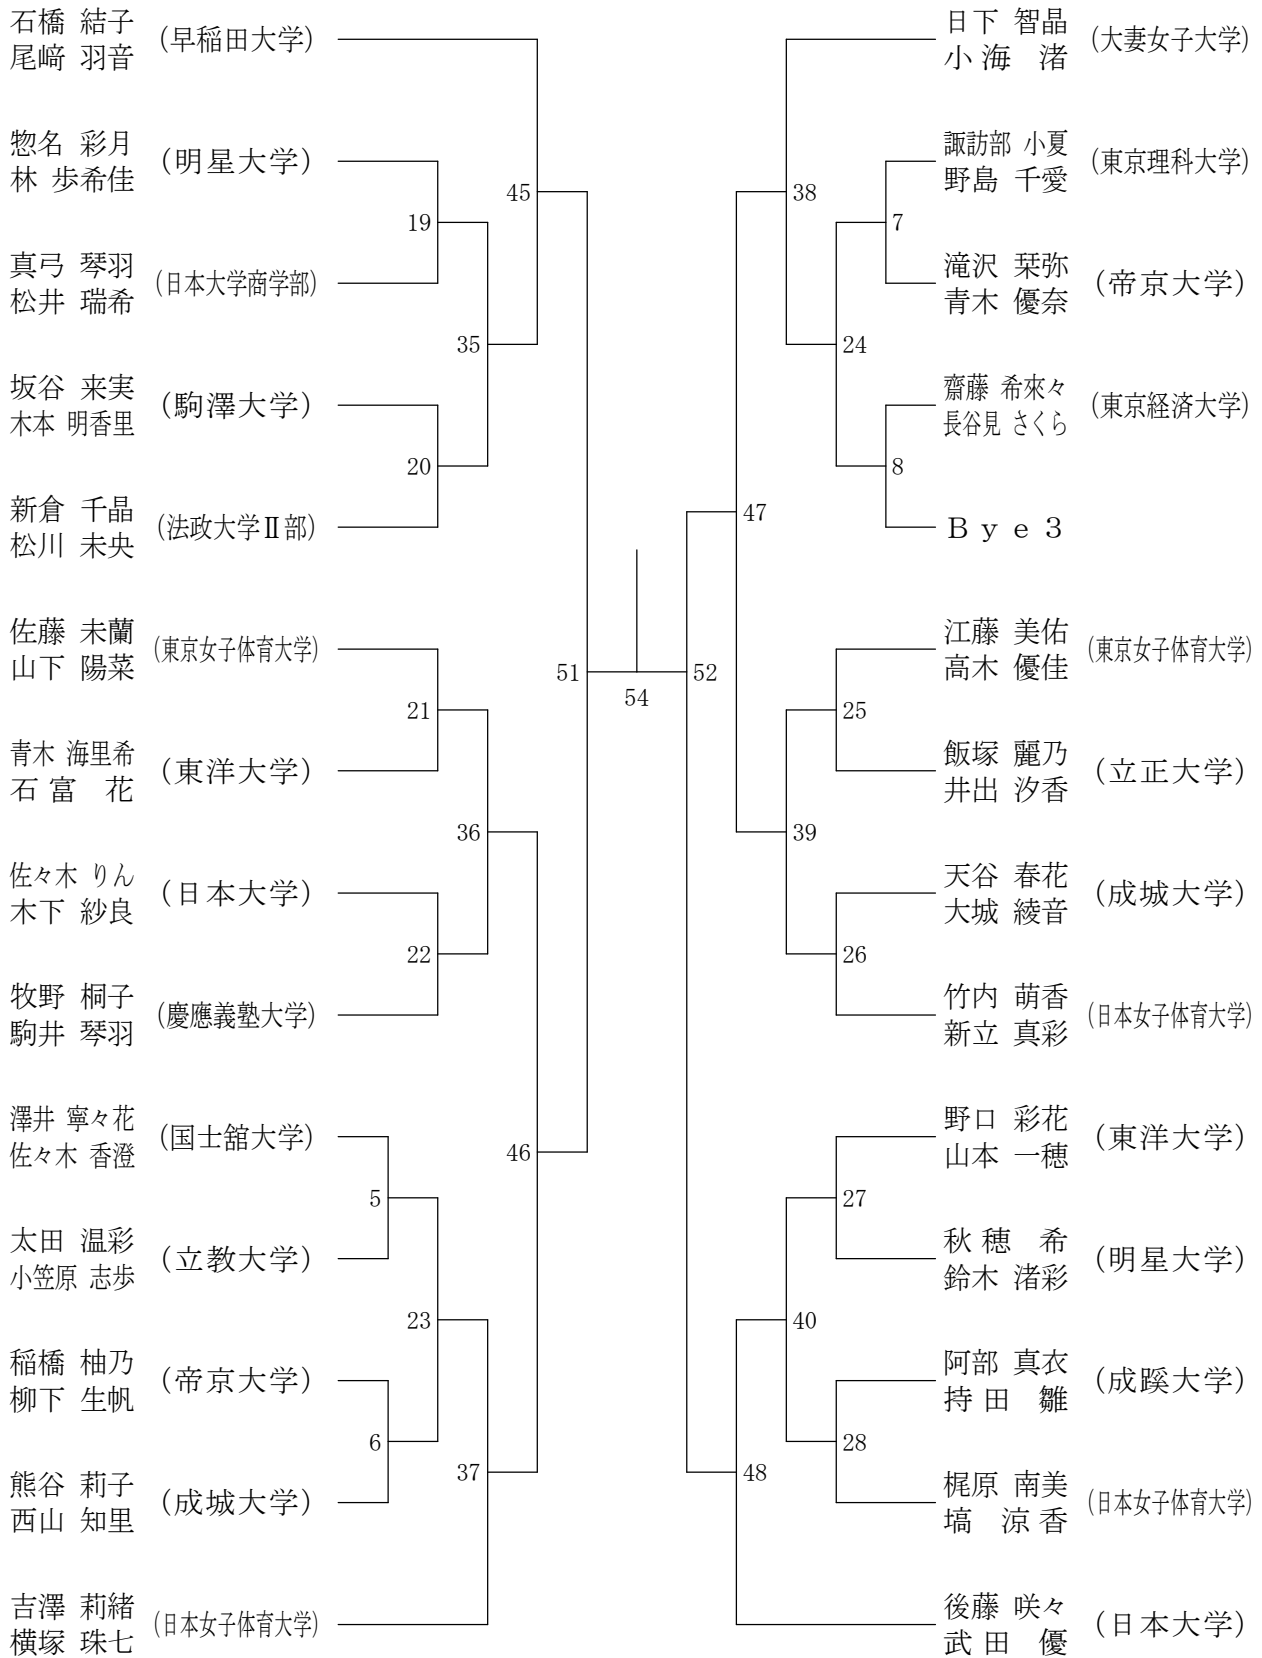 石橋 結子
尾﨑 羽音
(早稲田大学)
惣名 彩月
林 歩希佳
(明星大学)
19
真弓 琴羽
松井 瑞希
(日本大学商学部)
45
35
坂谷 来実
木本 明香里
(駒澤大学)
20
新倉 千晶
松川 未央
(法政大学Ⅱ部)
佐藤 未蘭
山下 陽菜
(東京女子体育大学)
21
青木 海里希
石富 花
(東洋大学)
36
佐々木 りん
木下 紗良
(日本大学)
22
牧野 桐子
駒井 琴羽
(慶應義塾大学)
51
54
52
澤井 寧々花
佐々木 香澄
(国士舘大学)
5
46
太田 温彩
小笠原 志歩
(立教大学)
23
稲橋 柚乃
柳下 生帆
(帝京大学)
6
37
熊谷 莉子
西山 知里
(成城大学)
吉澤 莉緒
横塚 珠七
(日本女子体育大学)
日下 智晶
小海 渚
(大妻女子大学)
38
諏訪部 小夏
野島 千愛
(東京理科大学)
7
滝沢 栞弥
青木 優奈
(帝京大学)
24
齋藤 希來々
長谷見 さくら
(東京経済大学)
8
47
Bye3
江藤 美佑
高木 優佳
(東京女子体育大学)
25
飯塚 麗乃
井出 汐香
(立正大学)
39
天谷 春花
大城 綾音
(成城大学)
26
竹内 萌香
新立 真彩
(日本女子体育大学)
野口 彩花
山本 一穂
(東洋大学)
27
秋穂 希
鈴木 渚彩
(明星大学)
40
阿部 真衣
持田 雛
(成蹊大学)
28
48
梶原 南美
塙 涼香
(日本女子体育大学)
後藤 咲々
武田 優
(日本大学)